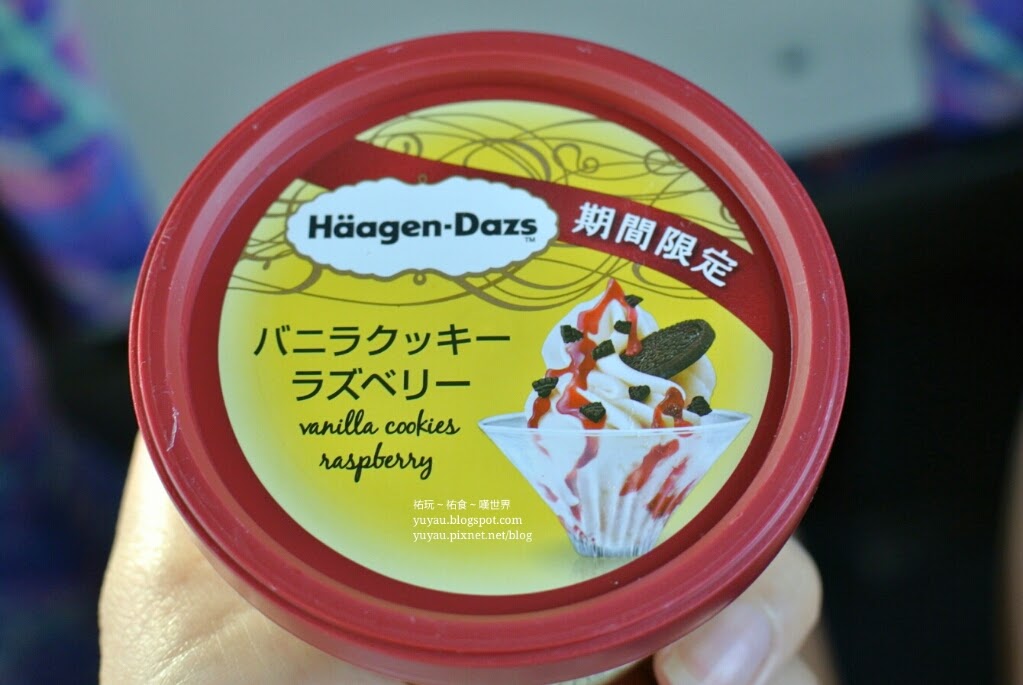 Häagen-Dazs™
期間限定
バニラクッキー
ラズベリー
vanilla cookies
raspberry
祐玩～祐食～嘆世界
yuyau.blogspot.com
yuyau.pixnet.net/blog